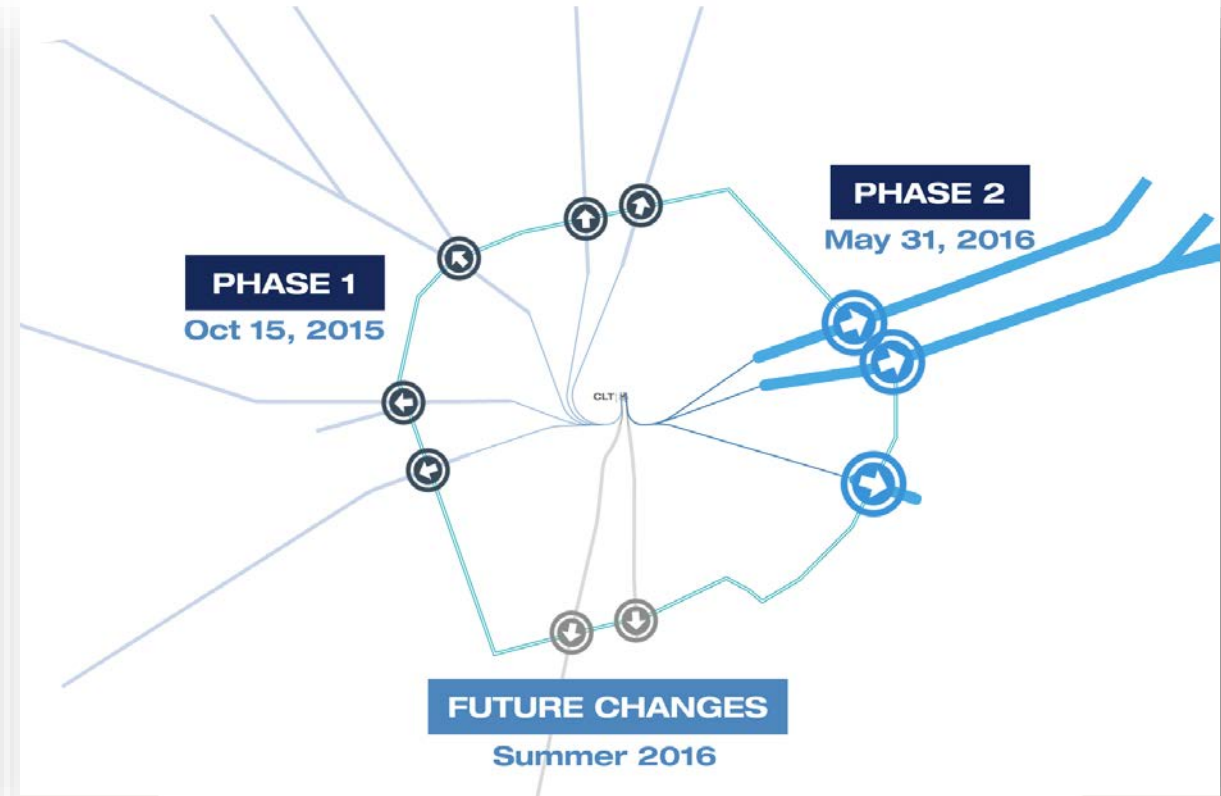 PHASE 2
May 31, 2016
PHASE 1
Oct 15, 2015
CLT
FUTURE CHANGES
Summer 2016